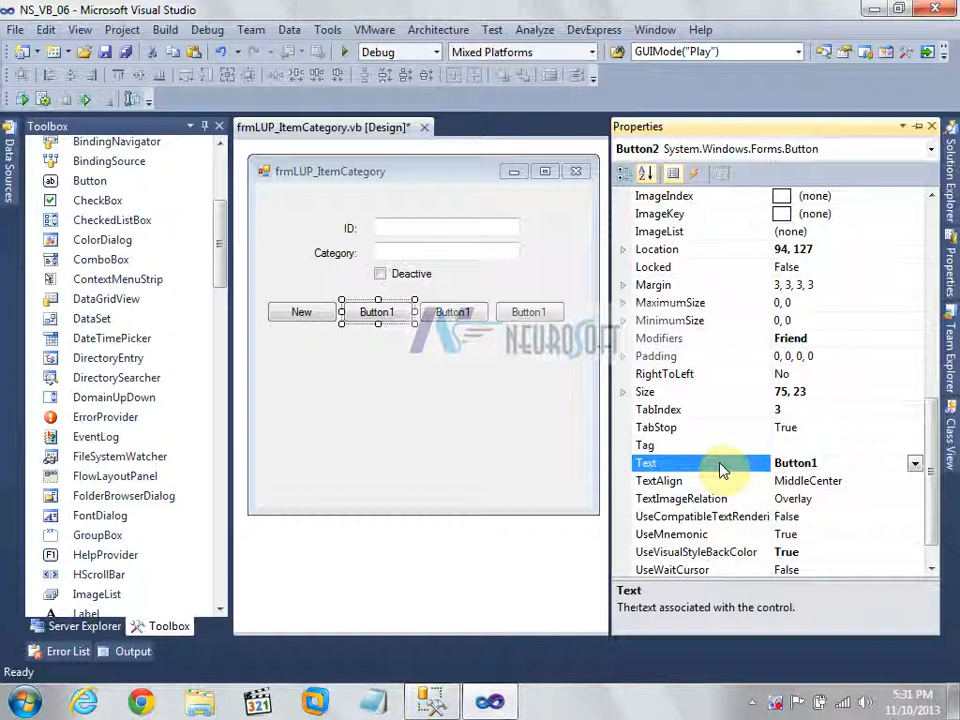 NS_VB_06 - Microsoft Visual Studio
File Edit View Project Build Debug Team Data Tools VMware Architecture Test Analyze DevExpress Window Help
Debug Mixed Platforms GUIMode("Play")
Toolbox
BindingNavigator
BindingSource
Button
CheckBox
CheckedListBox
ColorDialog
ComboBox
ContextMenuStrip
DataGridView
DataSet
DateTimePicker
DirectoryEntry
DirectorySearcher
DomainUpDown
ErrorProvider
EventLog
FileSystemWatcher
FlowLayoutPanel
FolderBrowserDialog
FontDialog
GroupBox
HelpProvider
HScrollBar
ImageList
Label
Server Explorer Toolbox
Data Sources
frmLUP_ItemCategory.vb [Design]*
frmLUP_ItemCategory
ID:
Category:
Deactive
New Button1 Button1 Button1
NEUROSOFT
Properties
Button2 System.Windows.Forms.Button
ImageIndex (none)
ImageKey (none)
ImageList (none)
Location 94, 127
Locked False
Margin 3, 3, 3, 3
MaximumSize 0, 0
MinimumSize 0, 0
Modifiers Friend
Padding 0, 0, 0, 0
RightToLeft No
Size 75, 23
TabIndex 3
TabStop True
Tag
Text Button1
TextAlign MiddleCenter
TextImageRelation Overlay
UseCompatibleTextRenderi False
UseMnemonic True
UseVisualStyleBackColor True
UseWaitCursor False
Text
The text associated with the control.
Solution Explorer
Properties
Team Explorer
Class View
Error List Output
Ready
321
5:31 PM
11/10/2013